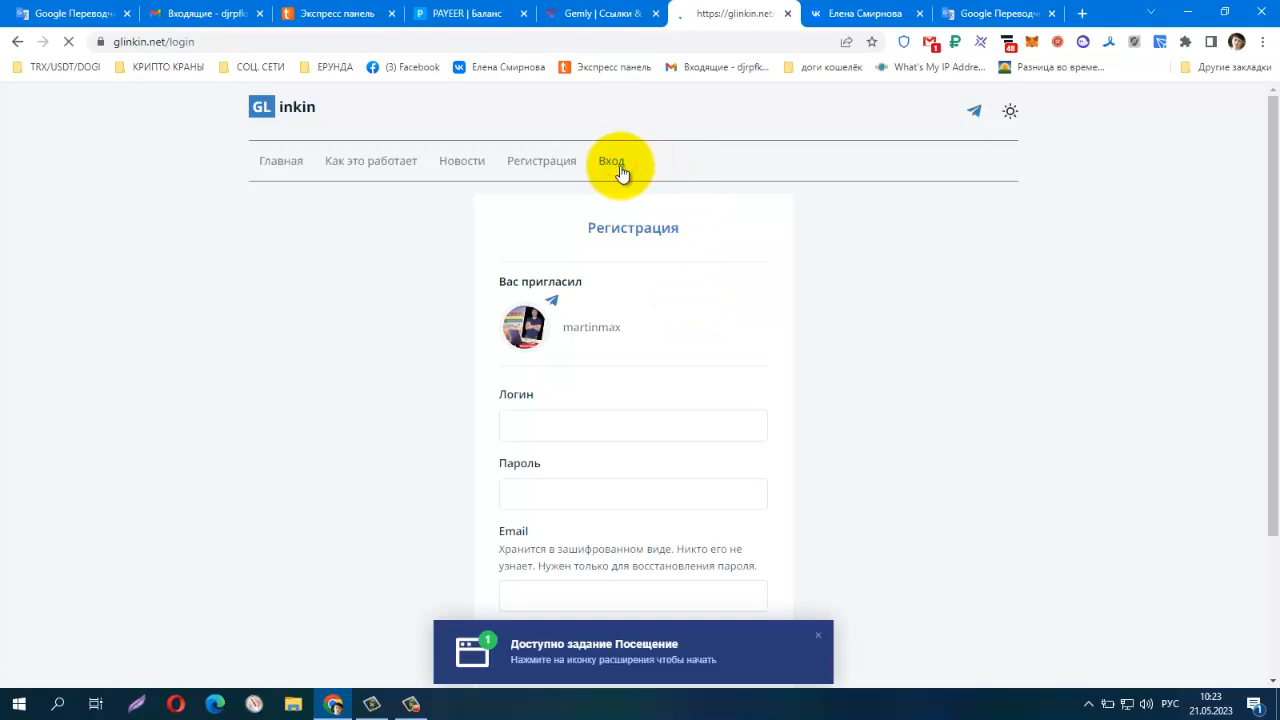 Google Переводч
Входящие - djrpfk
Экспресс панель
PAYEER | Баланс
Gemly | Ссылки &
https://glinkin.net
Елена Смирнова
Google Переводч
glinkin.net/login
1
48
TRX/USDT/DOGI
КРИПТО КРАНЫ
СОЦ. СЕТИ
ЕРУНДА
(3) Facebook
Елена Смирнова
Экспресс панель
Входящие - djrpfk...
доги кошелёк
What's My IP Addre...
Разница во време...
Другие закладки
GL inkin
Главная
Как это работает
Новости
Регистрация
Вход
Регистрация
Вас пригласил
martinmax
Логин
Пароль
Email
Хранится в зашифрованном виде. Никто его не
узнает. Нужен только для восстановления пароля.
1
Доступно задание Посещение
Нажмите на иконку расширения чтобы начать
РУС
10:23
21.05.2023
1